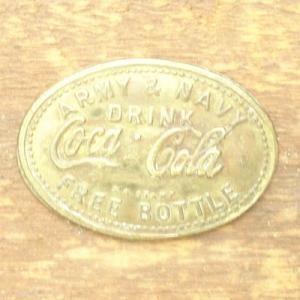 ARMY & NAVY
DRINK
Coca-Cola
FREE BOTTLE